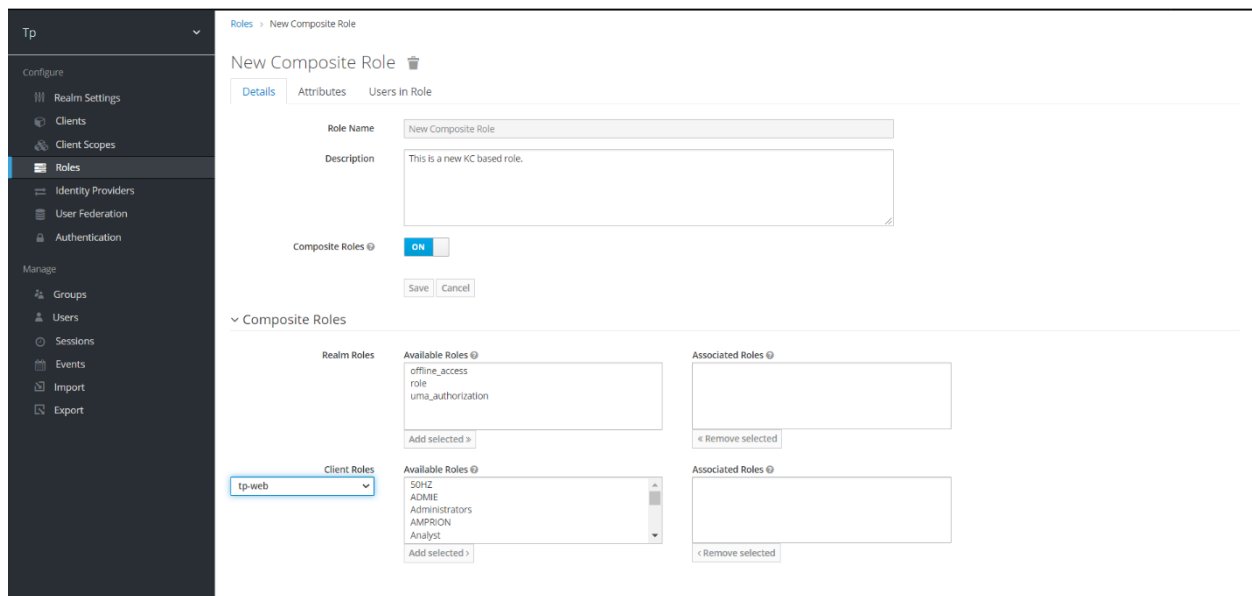 Tp
Configure
Realm Settings
Clients
Client Scopes
Roles
Identity Providers
User Federation
Authentication
Manage
Groups
Users
Sessions
Events
Import
Export
Roles > New Composite Role
New Composite Role
Details Attributes Users in Role
Role Name New Composite Role
Description This is a new KC based role.
Composite Roles ON
Save Cancel
Composite Roles
Realm Roles Available Roles Associated Roles
offline_access
role
uma_authorization
Add selected » « Remove selected
Client Roles Available Roles Associated Roles
tp-web
50HZ
ADMIE
Administrators
AMPRION
Analyst
Add selected › ‹ Remove selected